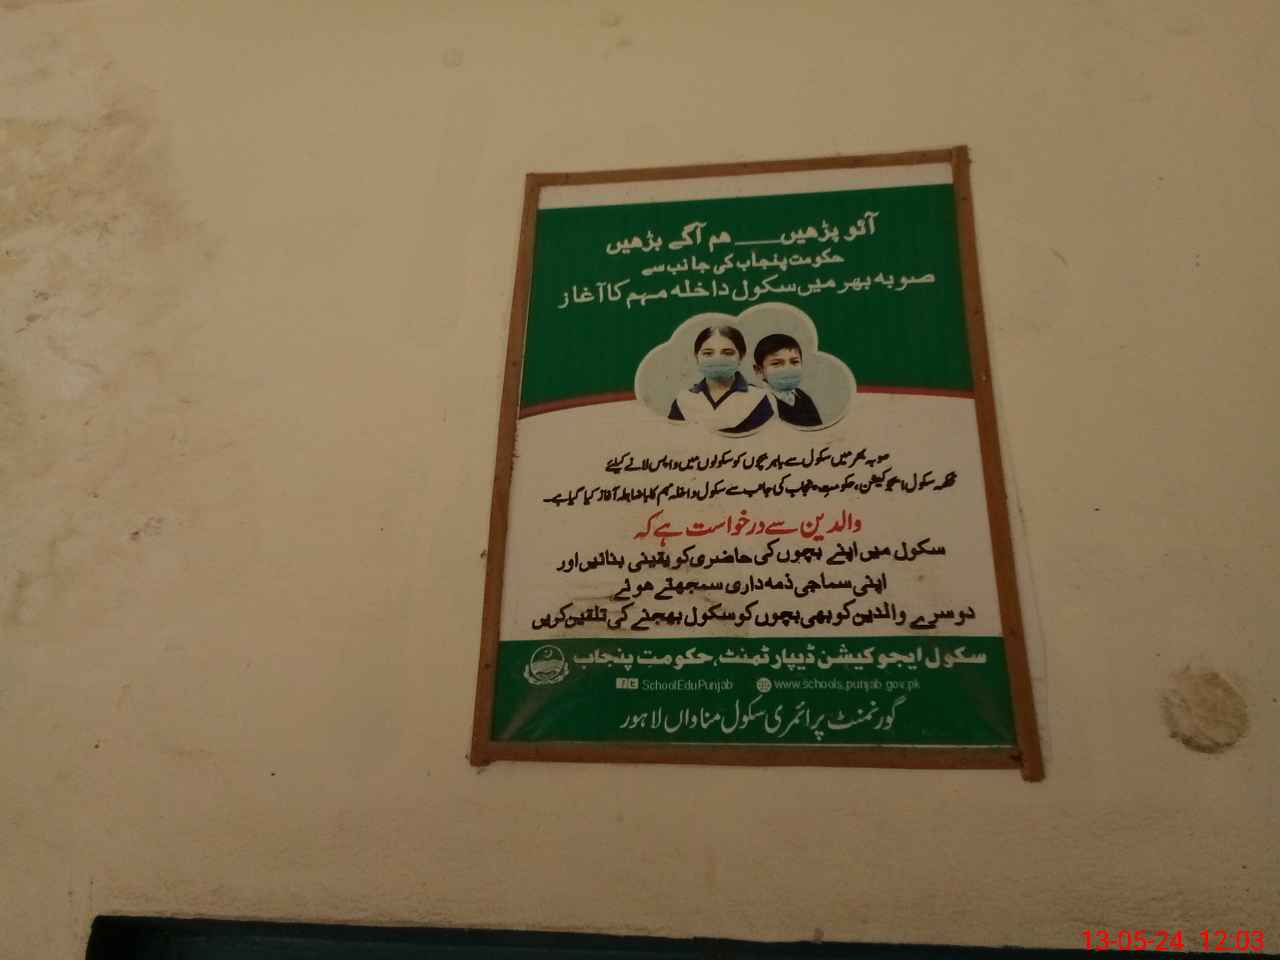 آئو پڑھیں ــــــ ھم آگے بڑھیں
حکومت پنجاب کی جانب سے
صوبہ بھر میں سکول داخلہ مہم کا آغاز
صوبہ بھر میں سکول سے باہر بچوں کو سکولوں میں واپس لانے کیلئے
محکمہ سکول ایجوکیشن، حکومتِ پنجاب کی جانب سے سکول داخلہ مہم کا باضابطہ آغاز کیا گیا ہے۔
والدین سے درخواست ہے کہ
سکول میں اپنے بچوں کی حاضری کو یقینی بنائیں اور
اپنی سماجی ذمہ داری سمجھتے ھوئے
دوسرے والدین کو بھی بچوں کو سکول بھجنے کی تلقین کریں
سکول ایجوکیشن ڈیپارٹمنٹ، حکومتِ پنجاب
SchoolEduPunjab www.schools.punjab.gov.pk
گورنمنٹ پرائمری سکول مناواں لاہور
13-05-24 12:03